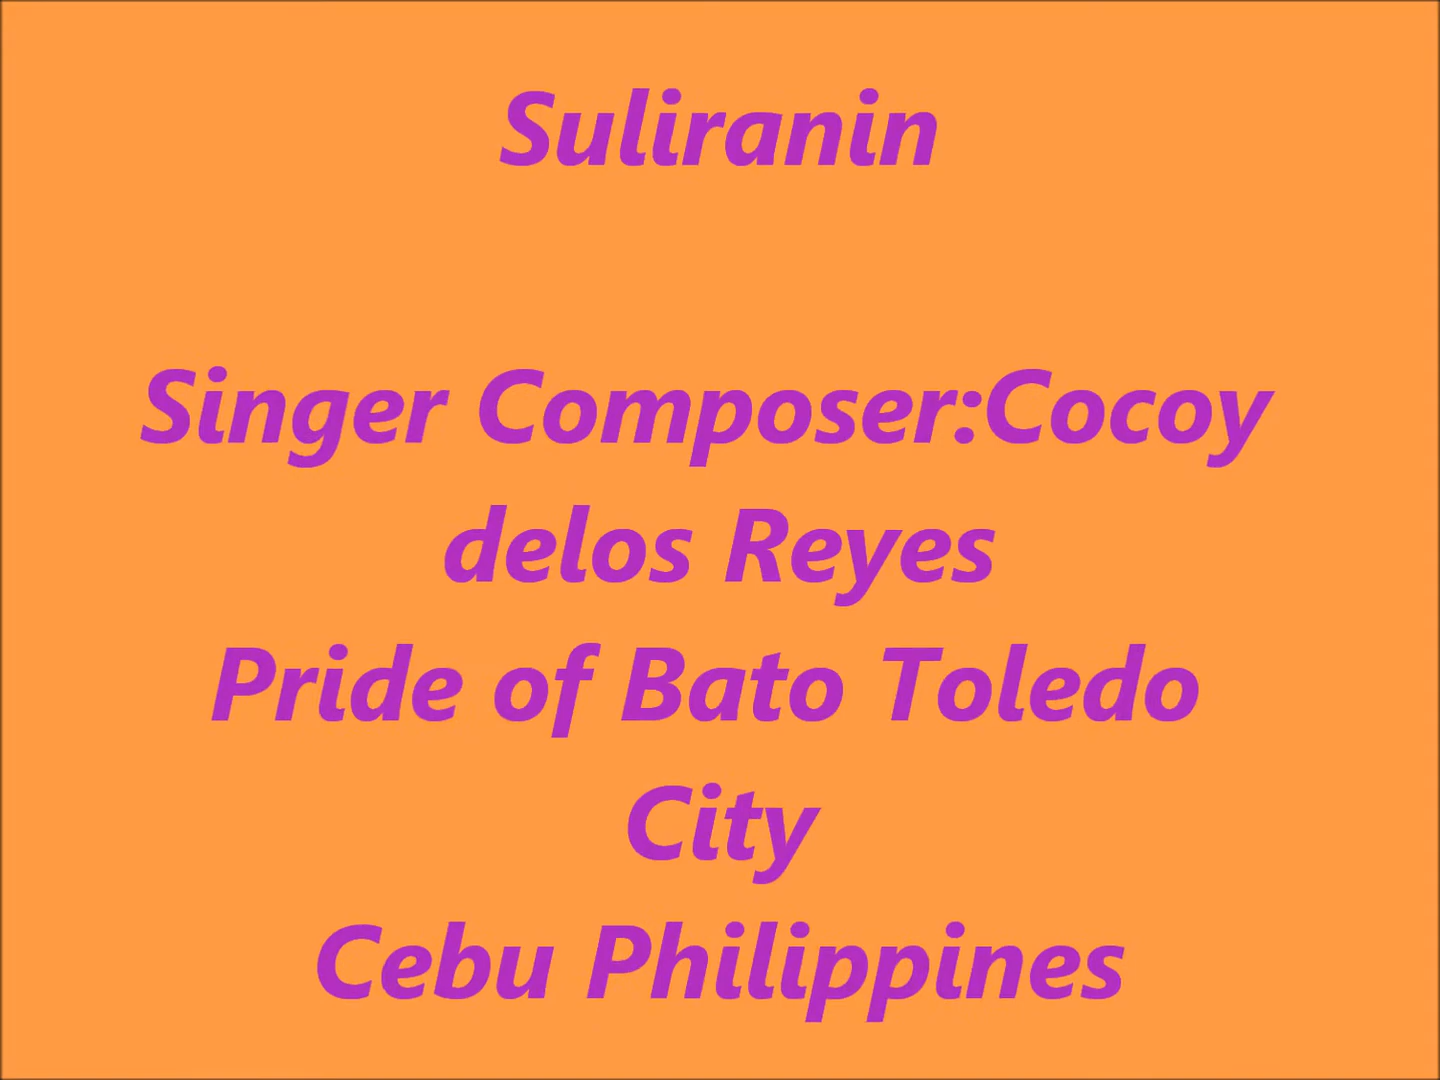 Suliranin
Singer Composer:Cocoy
delos Reyes
Pride of Bato Toledo
City
Cebu Philippines